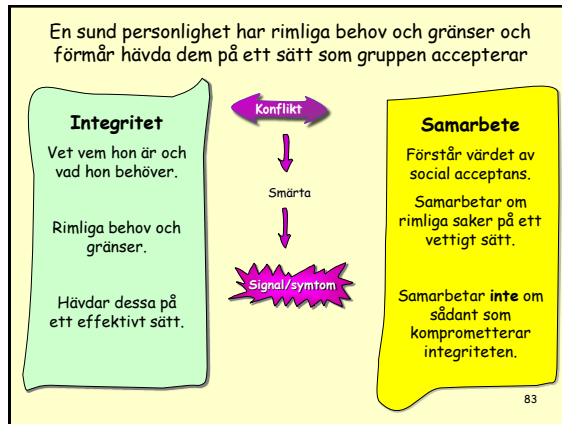 En sund personlighet har rimliga behov och gränser och
förmår hävda dem på ett sätt som gruppen accepterar
Integritet
Vet vem hon är och
vad hon behöver.
Rimliga behov och
gränser.
Hävdar dessa på
ett effektivt sätt.
Konflikt
Smärta
Signal/symtom
Samarbete
Förstår värdet av
social acceptans.
Samarbetar om
rimliga saker på ett
vettigt sätt.
Samarbetar inte om
sådant som
komprometterar
integriteten.
83